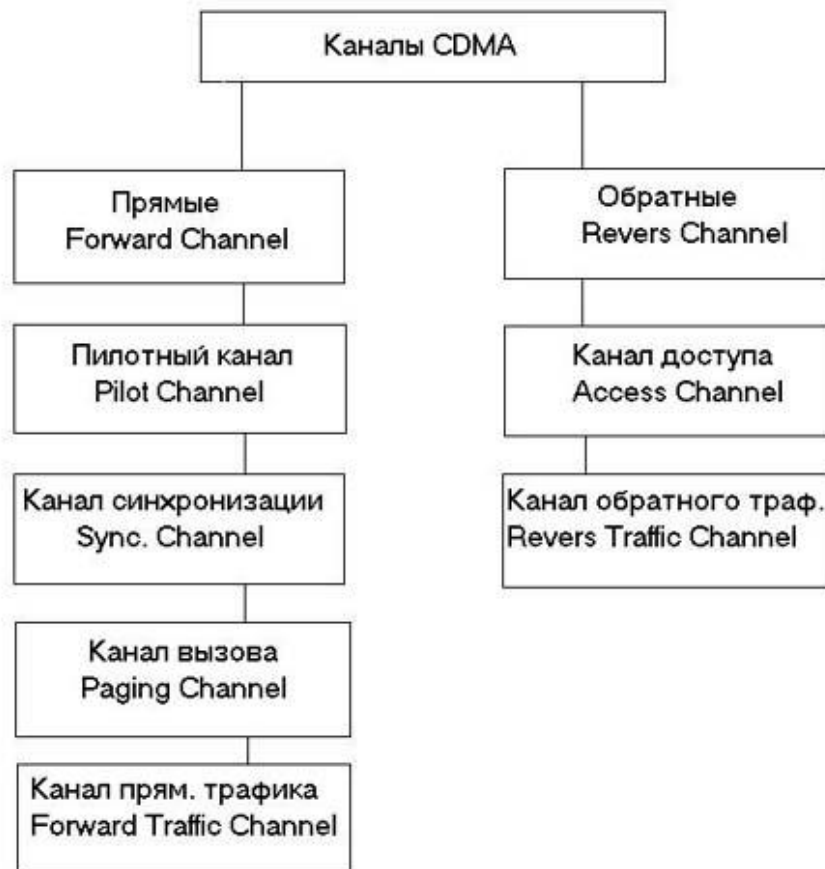 Каналы CDMA
Прямые
Forward Channel
Пилотный канал
Pilot Channel
Канал синхронизации
Sync. Channel
Канал вызова
Paging Channel
Канал прям. трафика
Forward Traffic Channel
Обратные
Revers Channel
Канал доступа
Access Channel
Канал обратного траф.
Revers Traffic Channel